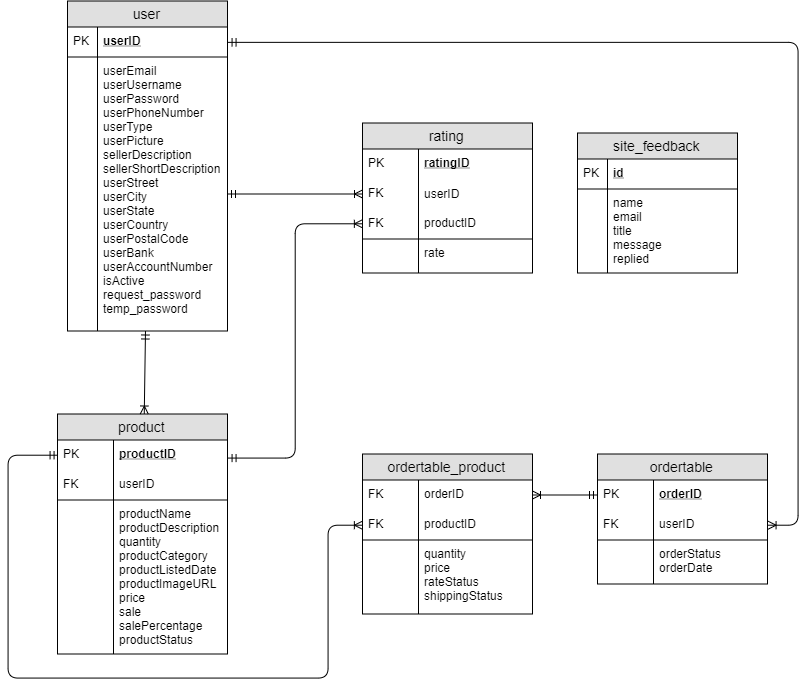 user
PK userID
userEmail
userUsername
userPassword
userPhoneNumber
userType
userPicture
sellerDescription
sellerShortDescription
userStreet
userCity
userState
userCountry
userPostalCode
userBank
userAccountNumber
isActive
request_password
temp_password
rating
PK ratingID
FK userID
FK productID
rate
site_feedback
PK id
name
email
title
message
replied
product
PK productID
FK userID
productName
productDescription
quantity
productCategory
productListedDate
productImageURL
price
sale
salePercentage
productStatus
ordertable_product
FK orderID
FK productID
quantity
price
rateStatus
shippingStatus
ordertable
PK orderID
FK userID
orderStatus
orderDate